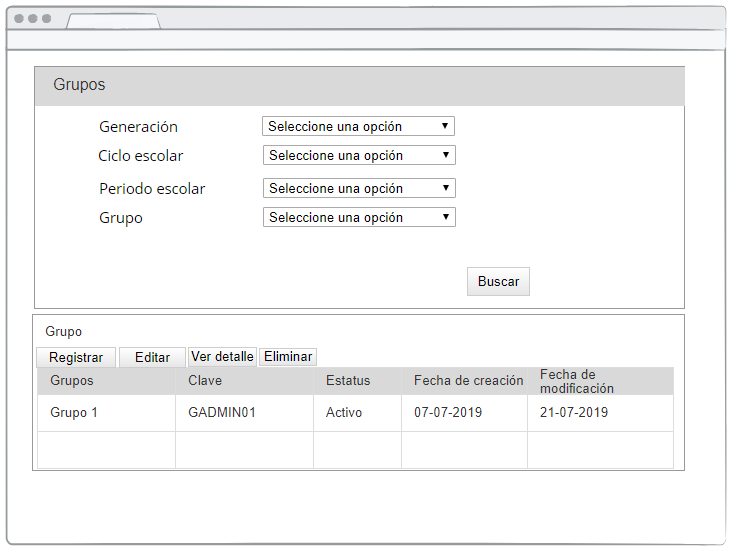 Grupos
Generación Seleccione una opción
Ciclo escolar Seleccione una opción
Periodo escolar Seleccione una opción
Grupo Seleccione una opción
Buscar
Grupo
Registrar Editar Ver detalle Eliminar
Grupos Clave Estatus Fecha de creación Fecha de modificación
Grupo 1 GADMIN01 Activo 07-07-2019 21-07-2019